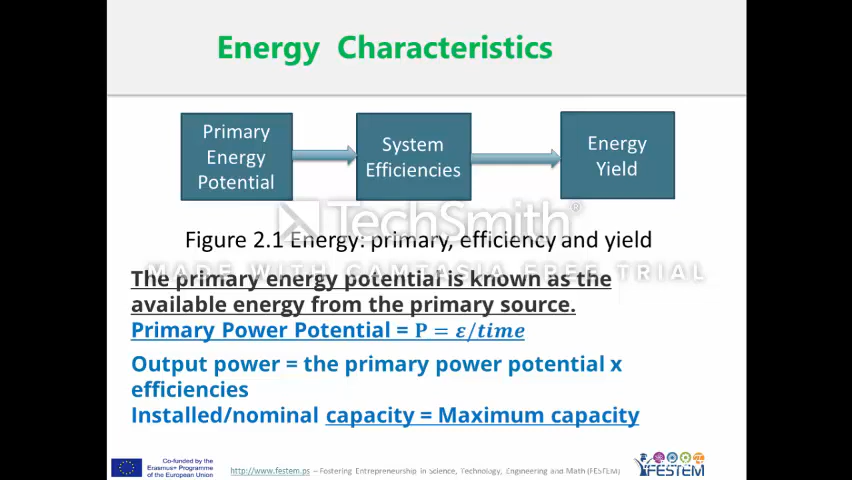 Energy Characteristics
Primary
Energy
Potential
System
Efficiencies
Energy
Yield
TechSmith®
Figure 2.1 Energy: primary, efficiency and yield
MADE WITH CAMTASIA FREE TRIAL
The primary energy potential is known as the
available energy from the primary source.
Primary Power Potential = P = ε/time
Output power = the primary power potential x
efficiencies
Installed/nominal capacity = Maximum capacity
Co-funded by the
Erasmus+ Programme
of the European Union
http://www.festem.ps – Fostering Entrepreneurship in Science, Technology, Engineering and Math (FESTEM)
FESTEM